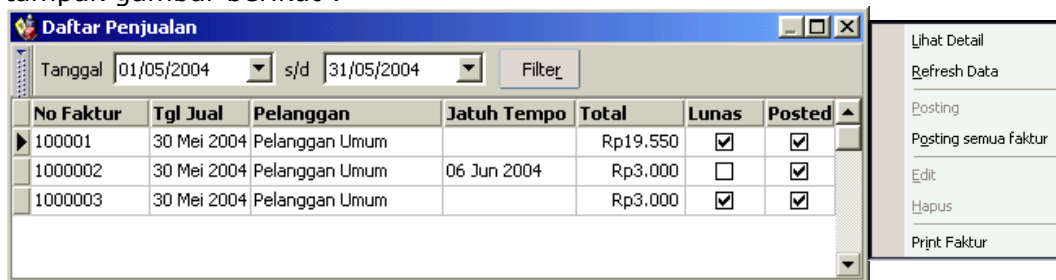 tampak gambar berikut :
Daftar Penjualan
Tanggal 01/05/2004 s/d 31/05/2004 Filter
No Faktur Tgl Jual Pelanggan Jatuh Tempo Total Lunas Posted
100001 30 Mei 2004 Pelanggan Umum Rp19.550
1000002 30 Mei 2004 Pelanggan Umum 06 Jun 2004 Rp3.000
1000003 30 Mei 2004 Pelanggan Umum Rp3.000
Lihat Detail
Refresh Data
Posting
Posting semua faktur
Edit
Hapus
Print Faktur